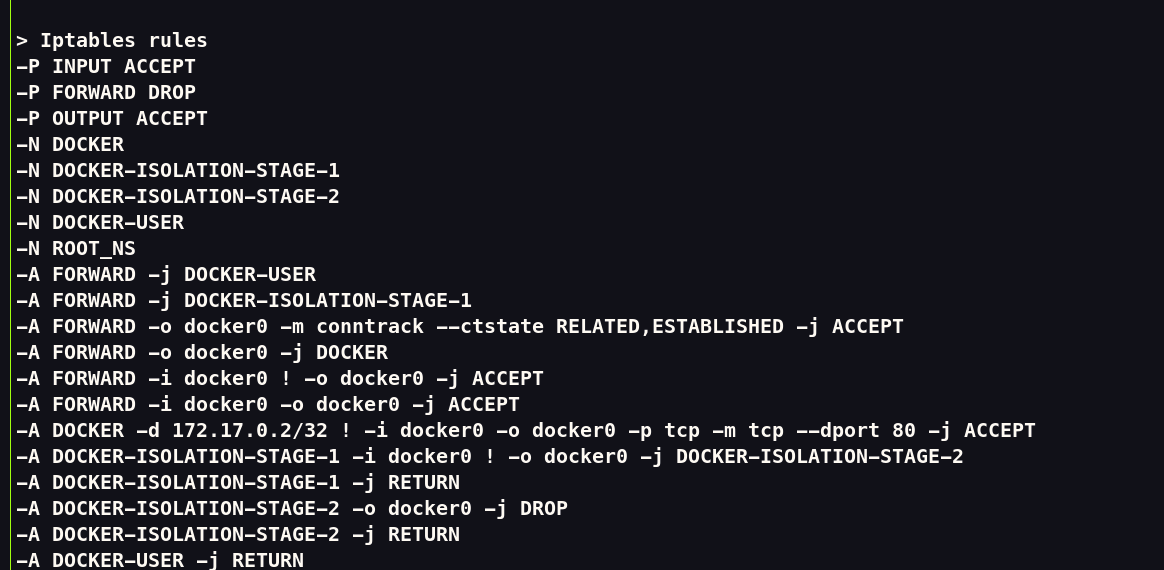 > Iptables rules
-P INPUT ACCEPT
-P FORWARD DROP
-P OUTPUT ACCEPT
-N DOCKER
-N DOCKER-ISOLATION-STAGE-1
-N DOCKER-ISOLATION-STAGE-2
-N DOCKER-USER
-N ROOT_NS
-A FORWARD -j DOCKER-USER
-A FORWARD -j DOCKER-ISOLATION-STAGE-1
-A FORWARD -o docker0 -m conntrack --ctstate RELATED,ESTABLISHED -j ACCEPT
-A FORWARD -o docker0 -j DOCKER
-A FORWARD -i docker0 ! -o docker0 -j ACCEPT
-A FORWARD -i docker0 -o docker0 -j ACCEPT
-A DOCKER -d 172.17.0.2/32 ! -i docker0 -o docker0 -p tcp -m tcp --dport 80 -j ACCEPT
-A DOCKER-ISOLATION-STAGE-1 -i docker0 ! -o docker0 -j DOCKER-ISOLATION-STAGE-2
-A DOCKER-ISOLATION-STAGE-1 -j RETURN
-A DOCKER-ISOLATION-STAGE-2 -o docker0 -j DROP
-A DOCKER-ISOLATION-STAGE-2 -j RETURN
-A DOCKER-USER -j RETURN